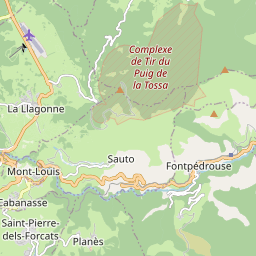 Complexe
de Tir du
Puig de
la Tossa
La Llagonne
Sauto
Fontpédrouse
Mont-Louis
Cabanasse
Saint-Pierre-
dels-Forcats
Planès